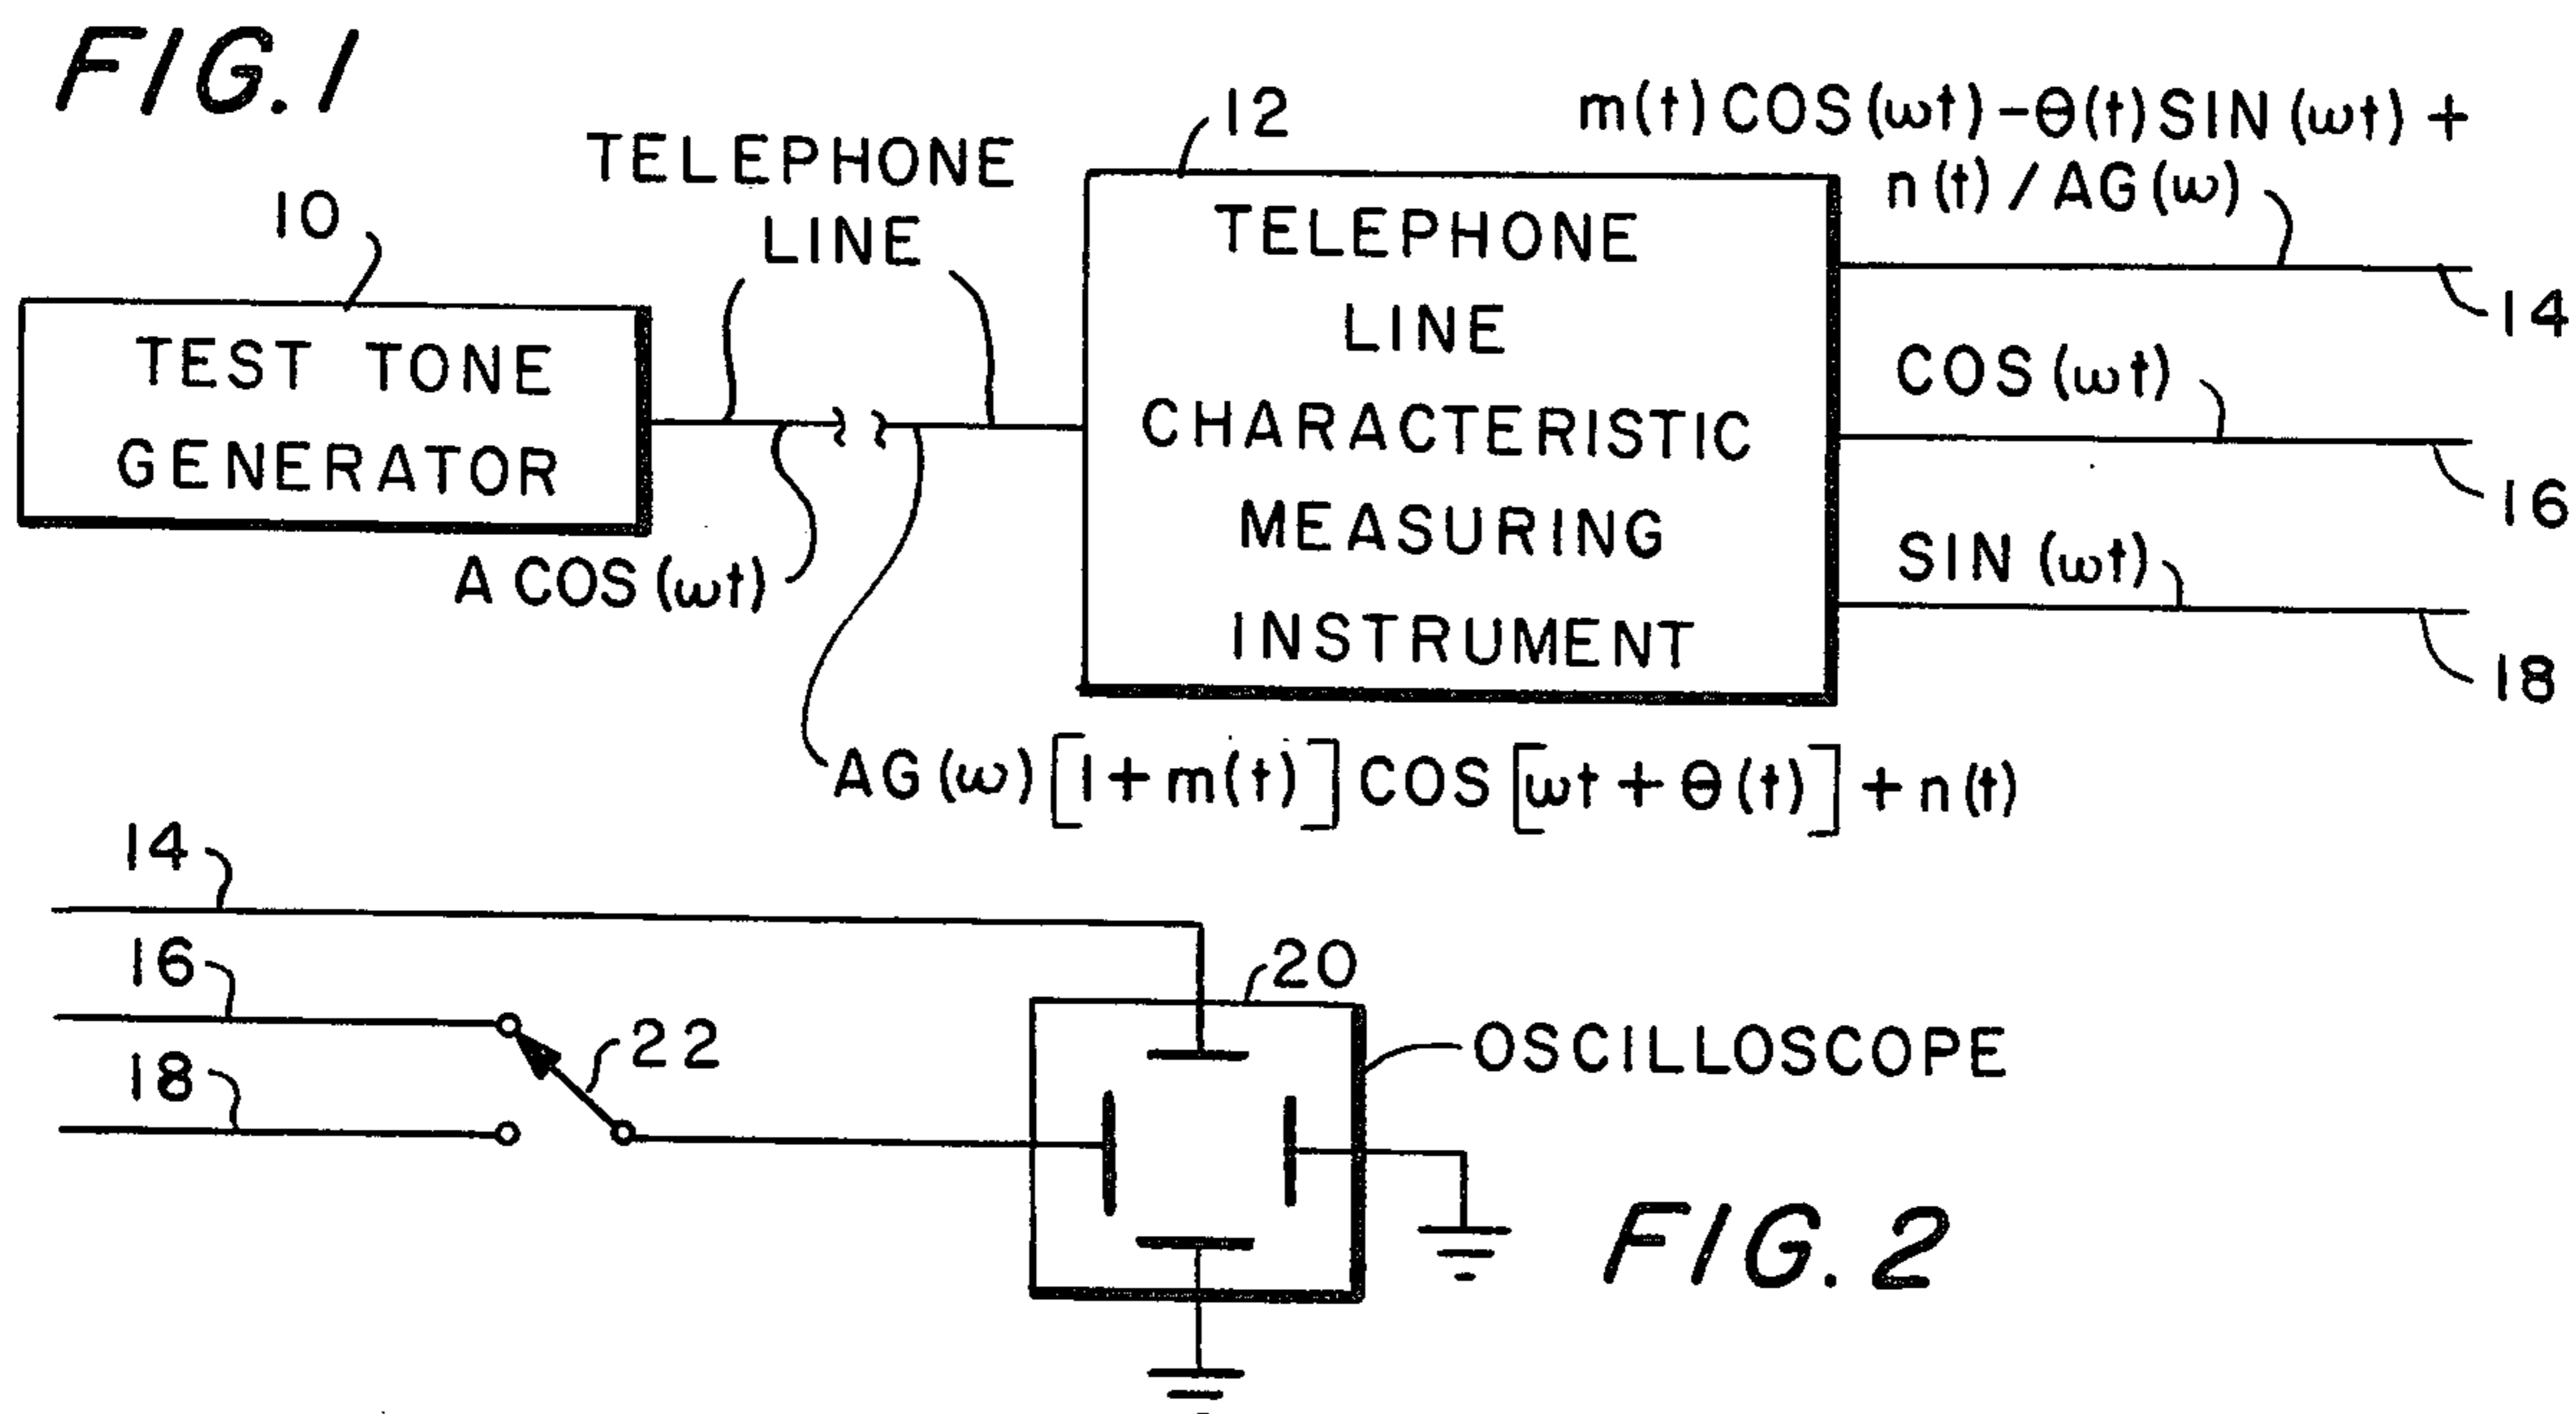 FIG. 1
12
m(t) COS (ωt) – θ(t) SIN (ωt) +
n(t) / AG(ω)
TELEPHONE
LINE
10
TEST TONE
GENERATOR
TELEPHONE
LINE
CHARACTERISTIC
MEASURING
INSTRUMENT
14
COS (ωt)
16
SIN (ωt)
18
A COS (ωt)
AG (ω) [1 + m(t)] COS [ωt + θ (t)] + n (t)
14
16
18
22
20
OSCILLOSCOPE
FIG. 2